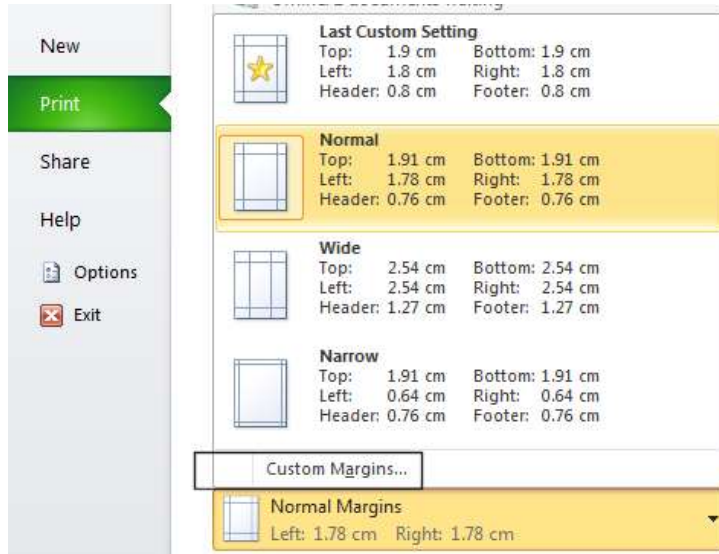 New
Print
Share
Help
Options
Exit
Last Custom Setting
Top: 1.9 cm Bottom: 1.9 cm
Left: 1.8 cm Right: 1.8 cm
Header: 0.8 cm Footer: 0.8 cm
Normal
Top: 1.91 cm Bottom: 1.91 cm
Left: 1.78 cm Right: 1.78 cm
Header: 0.76 cm Footer: 0.76 cm
Wide
Top: 2.54 cm Bottom: 2.54 cm
Left: 2.54 cm Right: 2.54 cm
Header: 1.27 cm Footer: 1.27 cm
Narrow
Top: 1.91 cm Bottom: 1.91 cm
Left: 0.64 cm Right: 0.64 cm
Header: 0.76 cm Footer: 0.76 cm
Custom Margins...
Normal Margins
Left: 1.78 cm Right: 1.78 cm